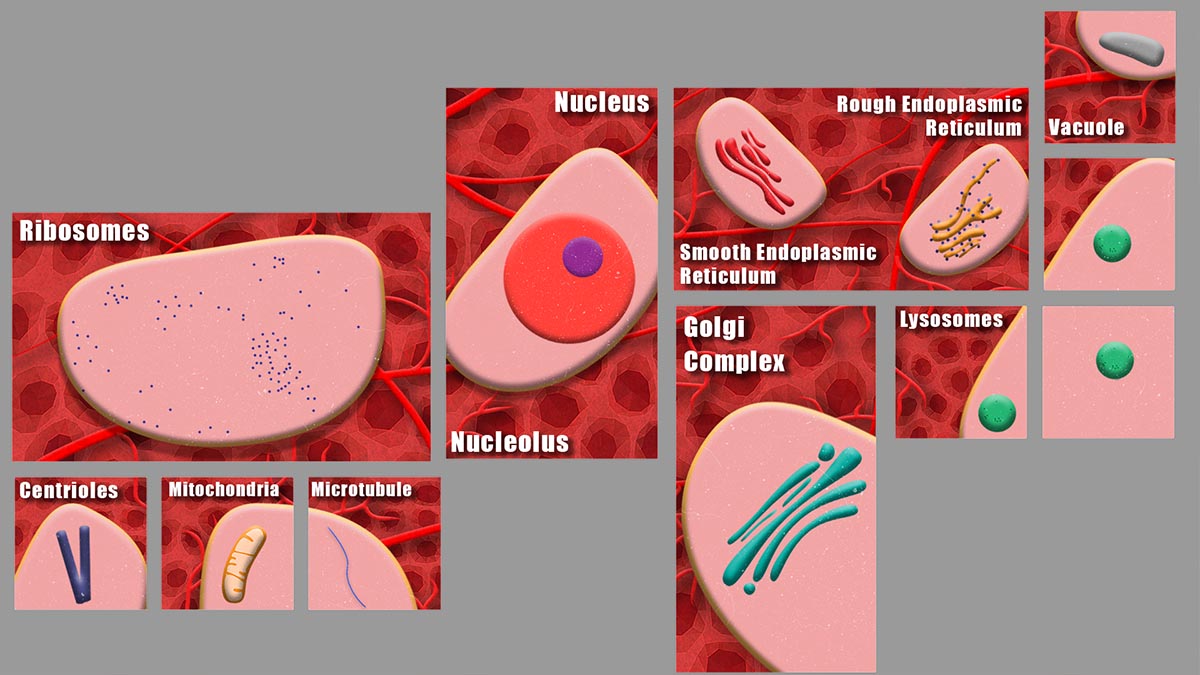 Ribosomes
Centrioles
Mitochondria
Microtubule
Nucleus
Nucleolus
Rough Endoplasmic
Reticulum
Smooth Endoplasmic
Reticulum
Golgi
Complex
Lysosomes
Vacuole